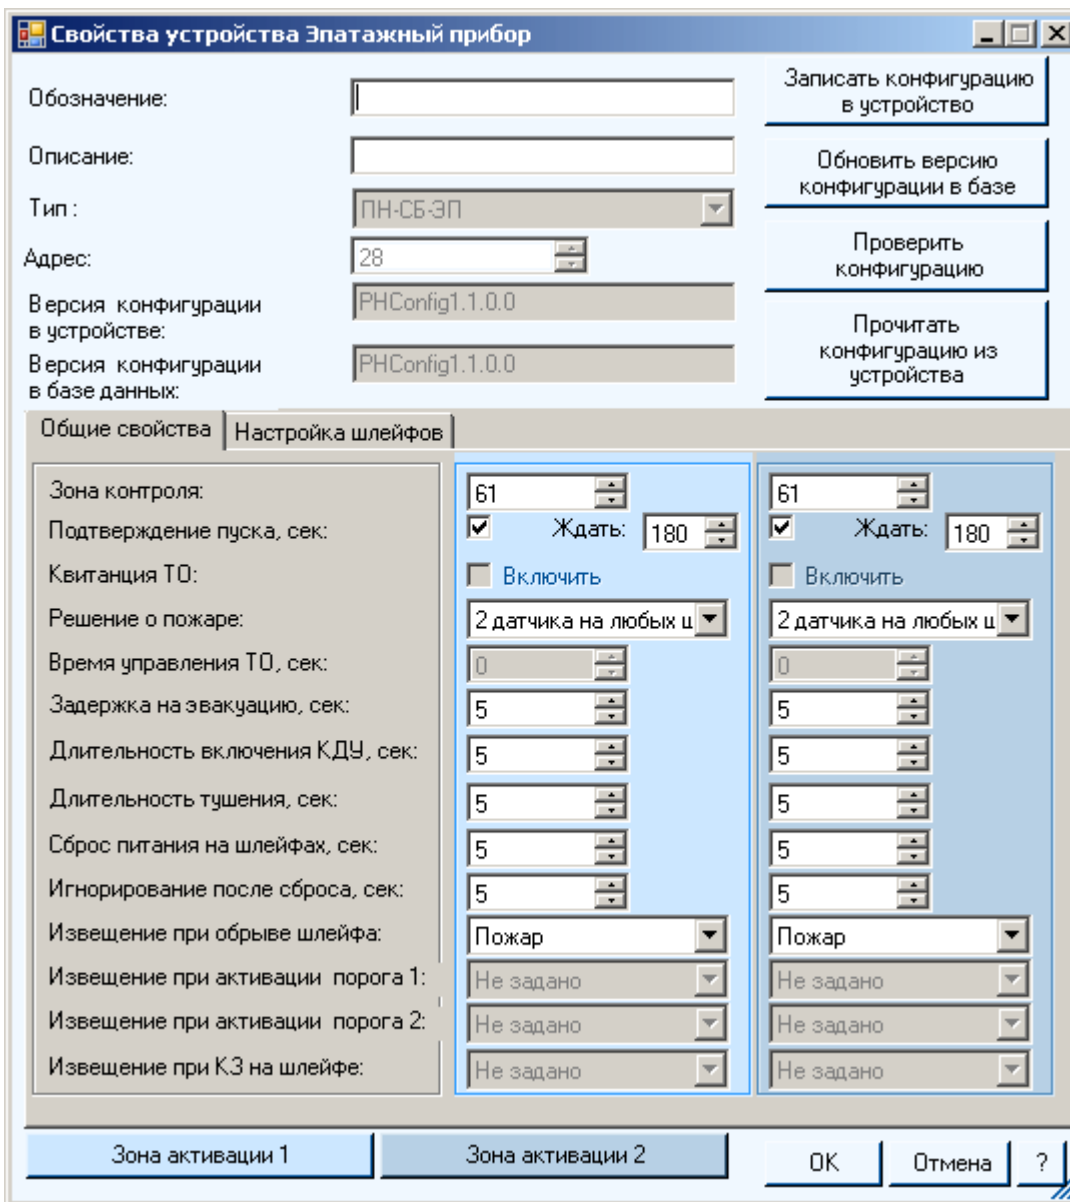 Свойства устройства Эпатажный прибор
Обозначение:
Записать конфигурацию
в устройство
Описание:
Обновить версию
конфигурации в базе
Тип :
ПН-СБ-ЭП
Адрес:
28
Проверить
конфигурацию
Версия конфигурации
в устройстве:
PHConfig1.1.0.0
Прочитать
конфигурацию из
устройства
Версия конфигурации
в базе данных:
PHConfig1.1.0.0
Общие свойства Настройка шлейфов
Зона контроля: 61 61
Подтверждение пуска, сек: Ждать: 180 Ждать: 180
Квитанция ТО: Включить Включить
Решение о пожаре: 2 датчика на любых ш 2 датчика на любых ш
Время управления ТО, сек: 0 0
Задержка на эвакуацию, сек: 5 5
Длительность включения КДУ, сек: 5 5
Длительность тушения, сек: 5 5
Сброс питания на шлейфах, сек: 5 5
Игнорирование после сброса, сек: 5 5
Извещение при обрыве шлейфа: Пожар Пожар
Извещение при активации порога 1: Не задано Не задано
Извещение при активации порога 2: Не задано Не задано
Извещение при КЗ на шлейфе: Не задано Не задано
Зона активации 1 Зона активации 2 OK Отмена ?